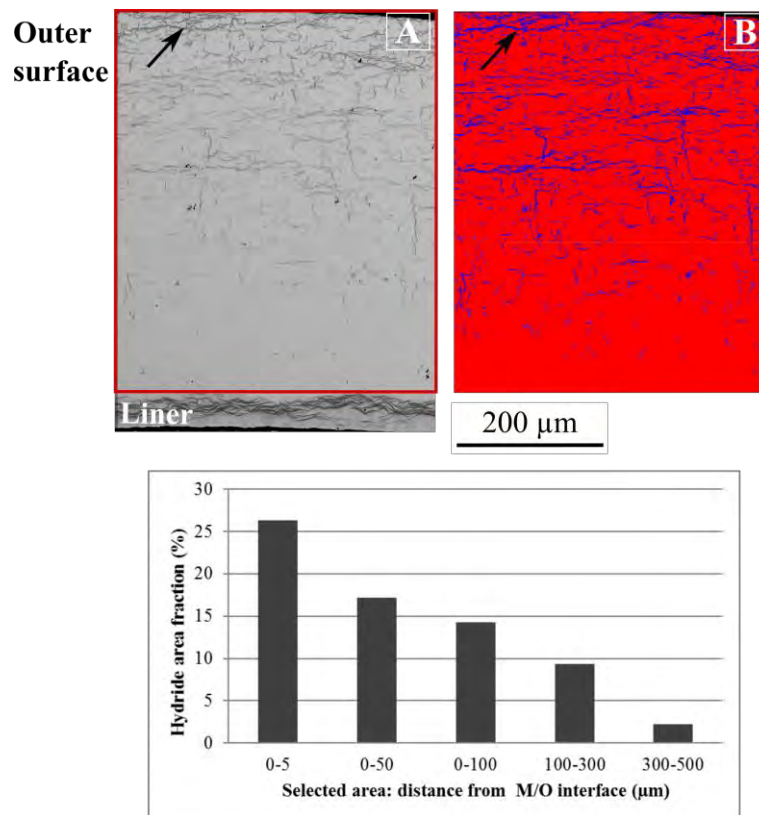 Outer
surface
A
B
Liner
200 µm
30
25
20
15
10
5
0
Hydride area fraction (%)
0-5 0-50 0-100 100-300 300-500
Selected area: distance from M/O interface (µm)